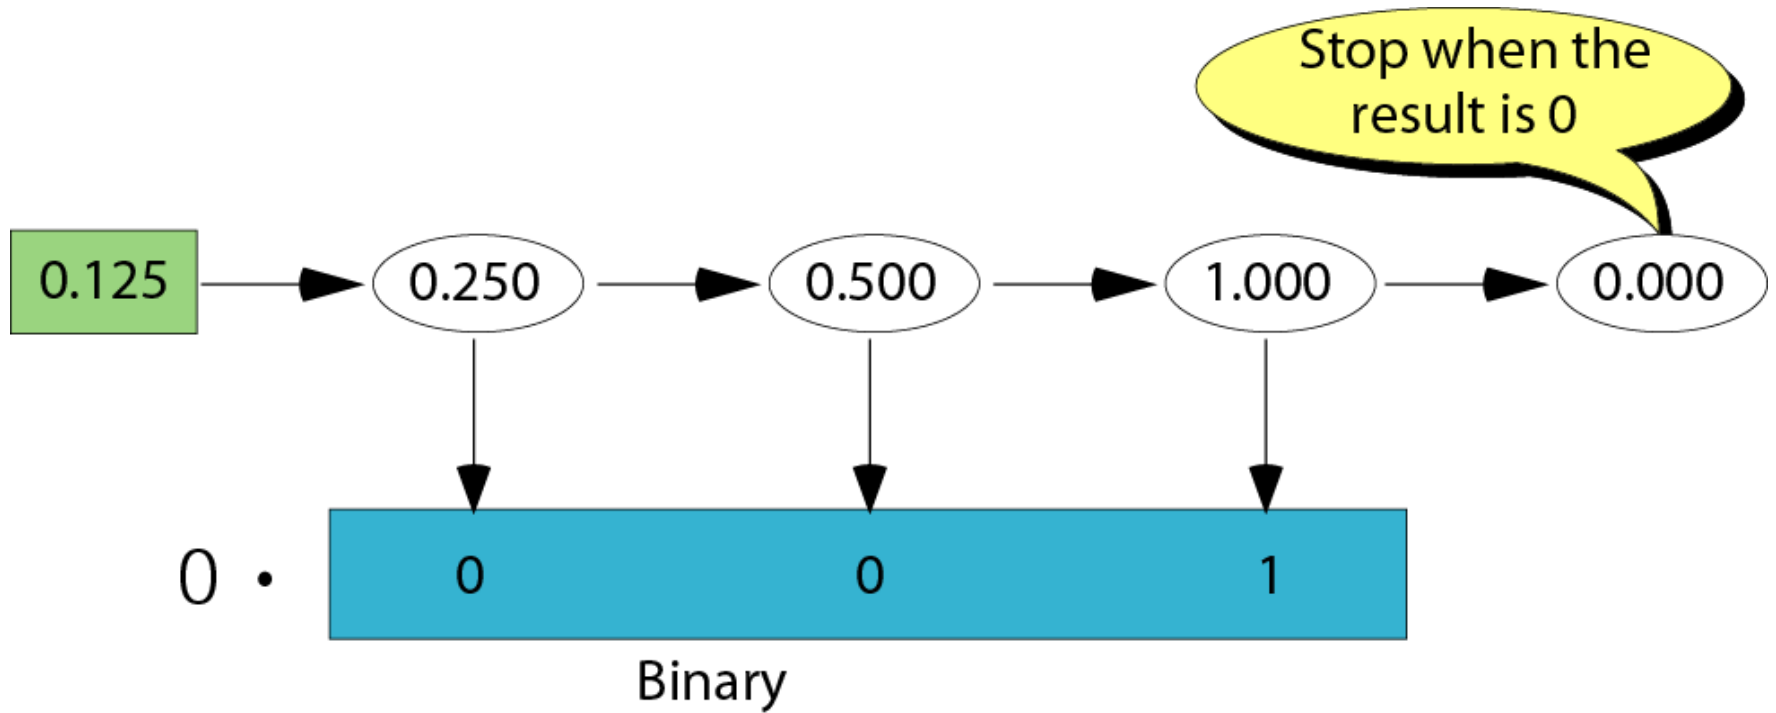 Stop when the
result is 0
0.125 0.250 0.500 1.000 0.000
0 • 0 0 1
Binary